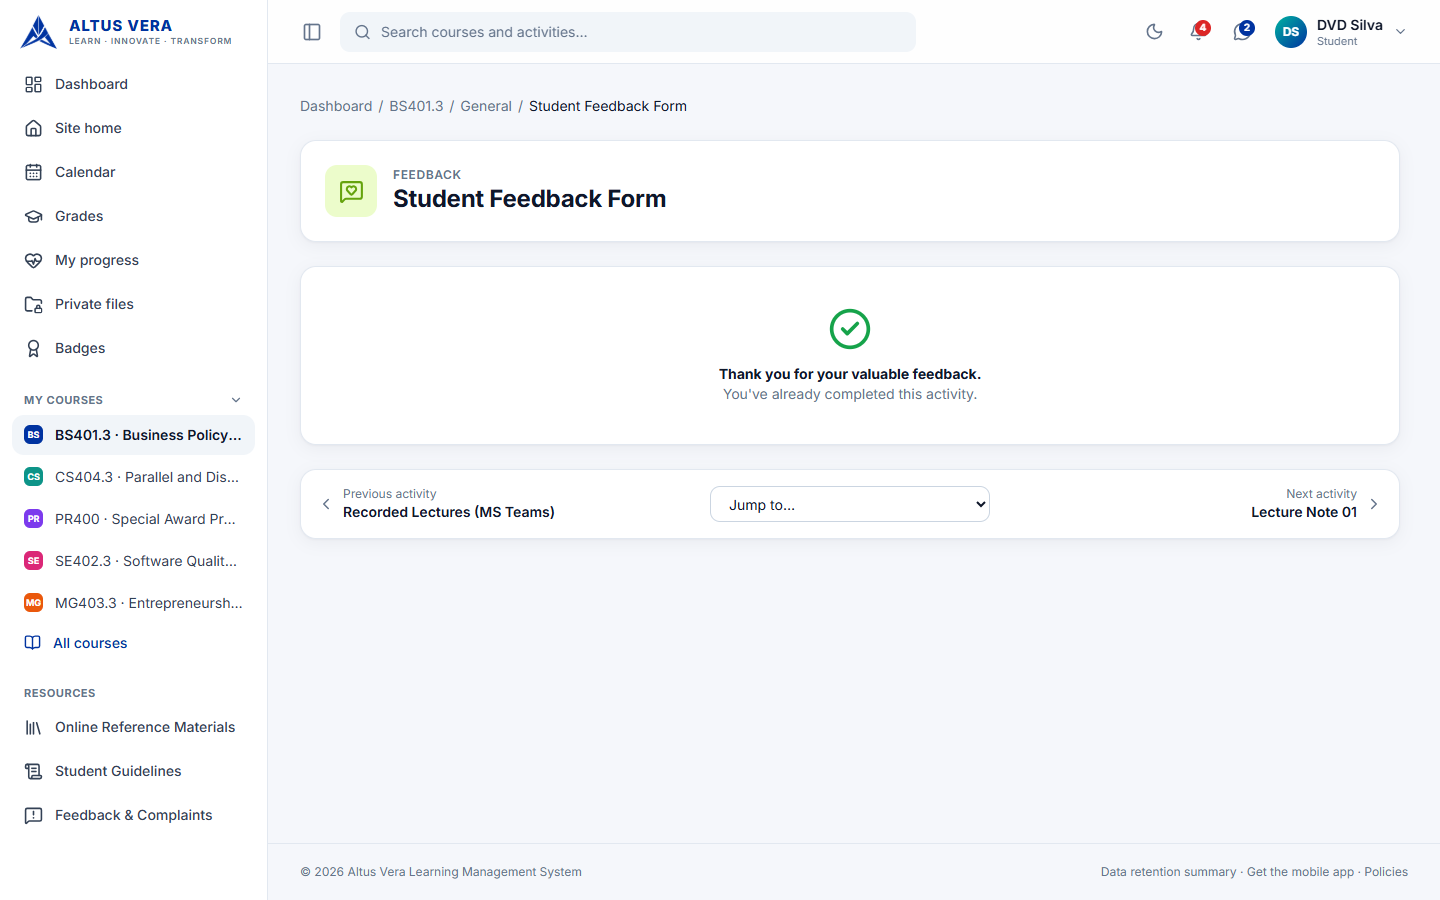 ALTUS VERA
LEARN · INNOVATE · TRANSFORM
Dashboard
Site home
Calendar
Grades
My progress
Private files
Badges
MY COURSES
BS BS401.3 · Business Policy...
CS CS404.3 · Parallel and Dis...
PR PR400 · Special Award Pr...
SE SE402.3 · Software Qualit...
MG MG403.3 · Entrepreneursh...
All courses
RESOURCES
Online Reference Materials
Student Guidelines
Feedback & Complaints
Search courses and activities...
4
2
DS
DVD Silva
Student
Dashboard / BS401.3 / General / Student Feedback Form
FEEDBACK
Student Feedback Form
Thank you for your valuable feedback.
You've already completed this activity.
Previous activity
Recorded Lectures (MS Teams)
Jump to...
Next activity
Lecture Note 01
© 2026 Altus Vera Learning Management System
Data retention summary · Get the mobile app · Policies